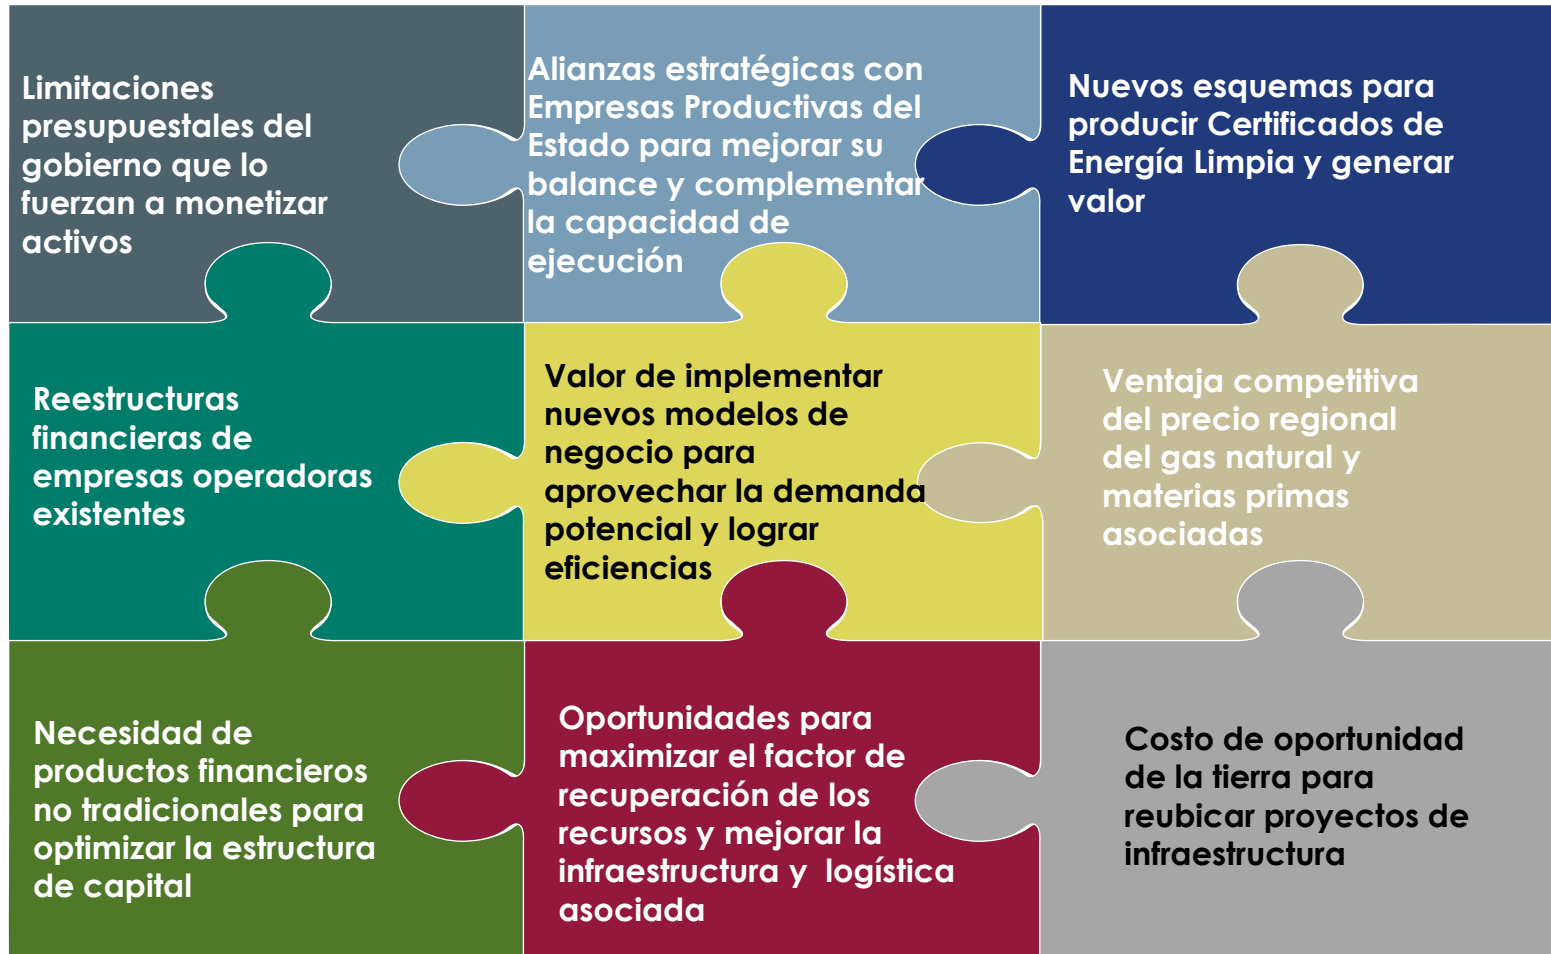 Limitaciones
presupuestales del
gobierno que lo
fuerzan a monetizar
activos
Alianzas estratégicas con
Empresas Productivas del
Estado para mejorar su
balance y complementar
la capacidad de
ejecución
Nuevos esquemas para
producir Certificados de
Energía Limpia y generar
valor
Reestructuras
financieras de
empresas operadoras
existentes
Valor de implementar
nuevos modelos de
negocio para
aprovechar la demanda
potencial y lograr
eficiencias
Ventaja competitiva
del precio regional
del gas natural y
materias primas
asociadas
Necesidad de
productos financieros
no tradicionales para
optimizar la estructura
de capital
Oportunidades para
maximizar el factor de
recuperación de los
recursos y mejorar la
infraestructura y  logística
asociada
Costo de oportunidad
de la tierra para
reubicar proyectos de
infraestructura